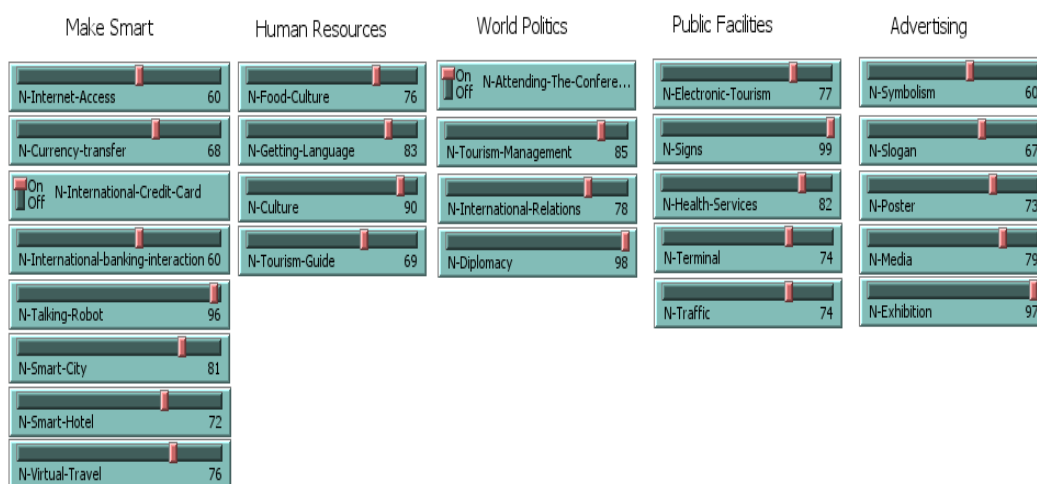 Make Smart
N-Internet-Access 60
N-Currency-transfer 68
On
Off
N-International-Credit-Card
N-International-banking-interaction 60
N-Talking-Robot 96
N-Smart-City 81
N-Smart-Hotel 72
N-Virtual-Travel 76
Human Resources
N-Food-Culture 76
N-Getting-Language 83
N-Culture 90
N-Tourism-Guide 69
World Politics
On
Off
N-Attending-The-Confere...
N-Tourism-Management 85
N-International-Relations 78
N-Diplomacy 98
Public Facilities
N-Electronic-Tourism 77
N-Signs 99
N-Health-Services 82
N-Terminal 74
N-Traffic 74
Advertising
N-Symbolism 60
N-Slogan 67
N-Poster 73
N-Media 79
N-Exhibition 97